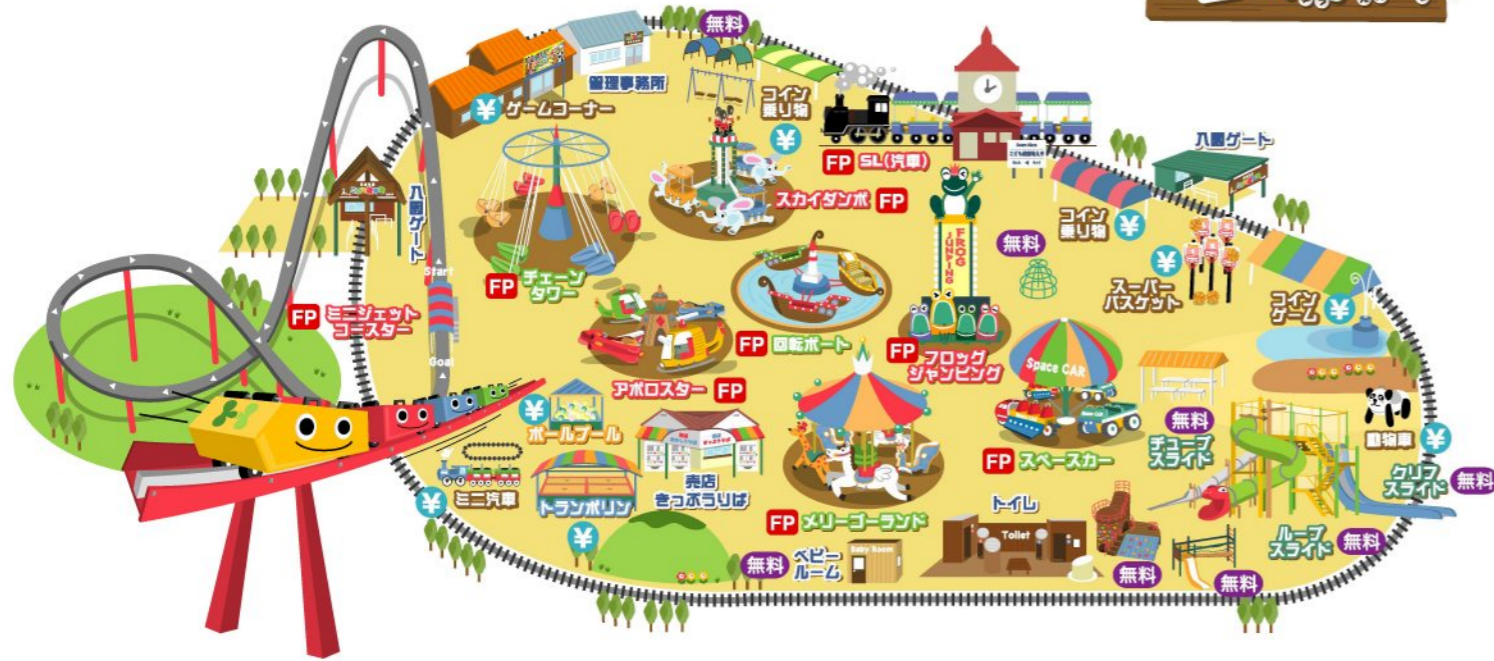 無料
管理事務所
¥ ゲームコーナー
コイン
乗り物
¥
FP SL(汽車)
入園ゲート
入園ゲート
スカイダンボ FP
コイン
乗り物
¥
FROG
JUMPING
無料
¥
スーパー
バスケット
コイン
ゲーム
¥
Start
FP チェーン
タワー
FP ミニジェット
コースター
Goal
FP 回転ボート
FP フロッグ
ジャンピング
アポロスター FP
Space CAR
¥
ボールプール
無料
チューブ
スライド
動物車
¥
FP スペースカー
クリフ
スライド 無料
¥
ミニ汽車
トランポリン
¥
売店
きっぷうりば
FP メリーゴーランド
トイレ
Toilet
ループ
スライド 無料
無料
ベビー
ルーム
Baby Room
無料
無料